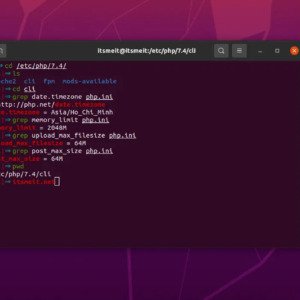 itsmeit@itsmeit:/etc/php/7.4/cli
cd /etc/php/7.4/
ls
che2 cli fpm mods-available
cd cli
grep date.timezone php.ini
http://php.net/date.timezone
e.timezone = Asia/Ho_Chi_Minh
grep memory_limit php.ini
ory_limit = 2048M
grep upload_max_filesize php.ini
oad_max_filesize = 64M
grep post_max_size php.ini
t_max_size = 64M
pwd
tc/php/7.4/cli
itsmeit.net